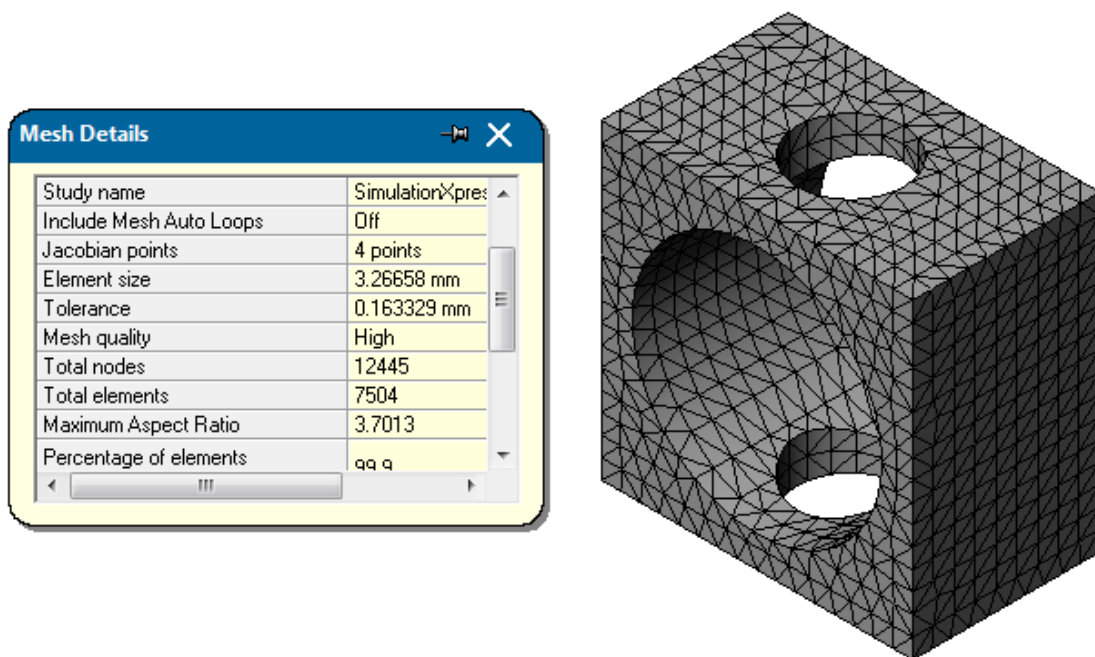 Mesh Details
Study name SimulationXpres
Include Mesh Auto Loops Off
Jacobian points 4 points
Element size 3.26658 mm
Tolerance 0.163329 mm
Mesh quality High
Total nodes 12445
Total elements 7504
Maximum Aspect Ratio 3.7013
Percentage of elements 99.9